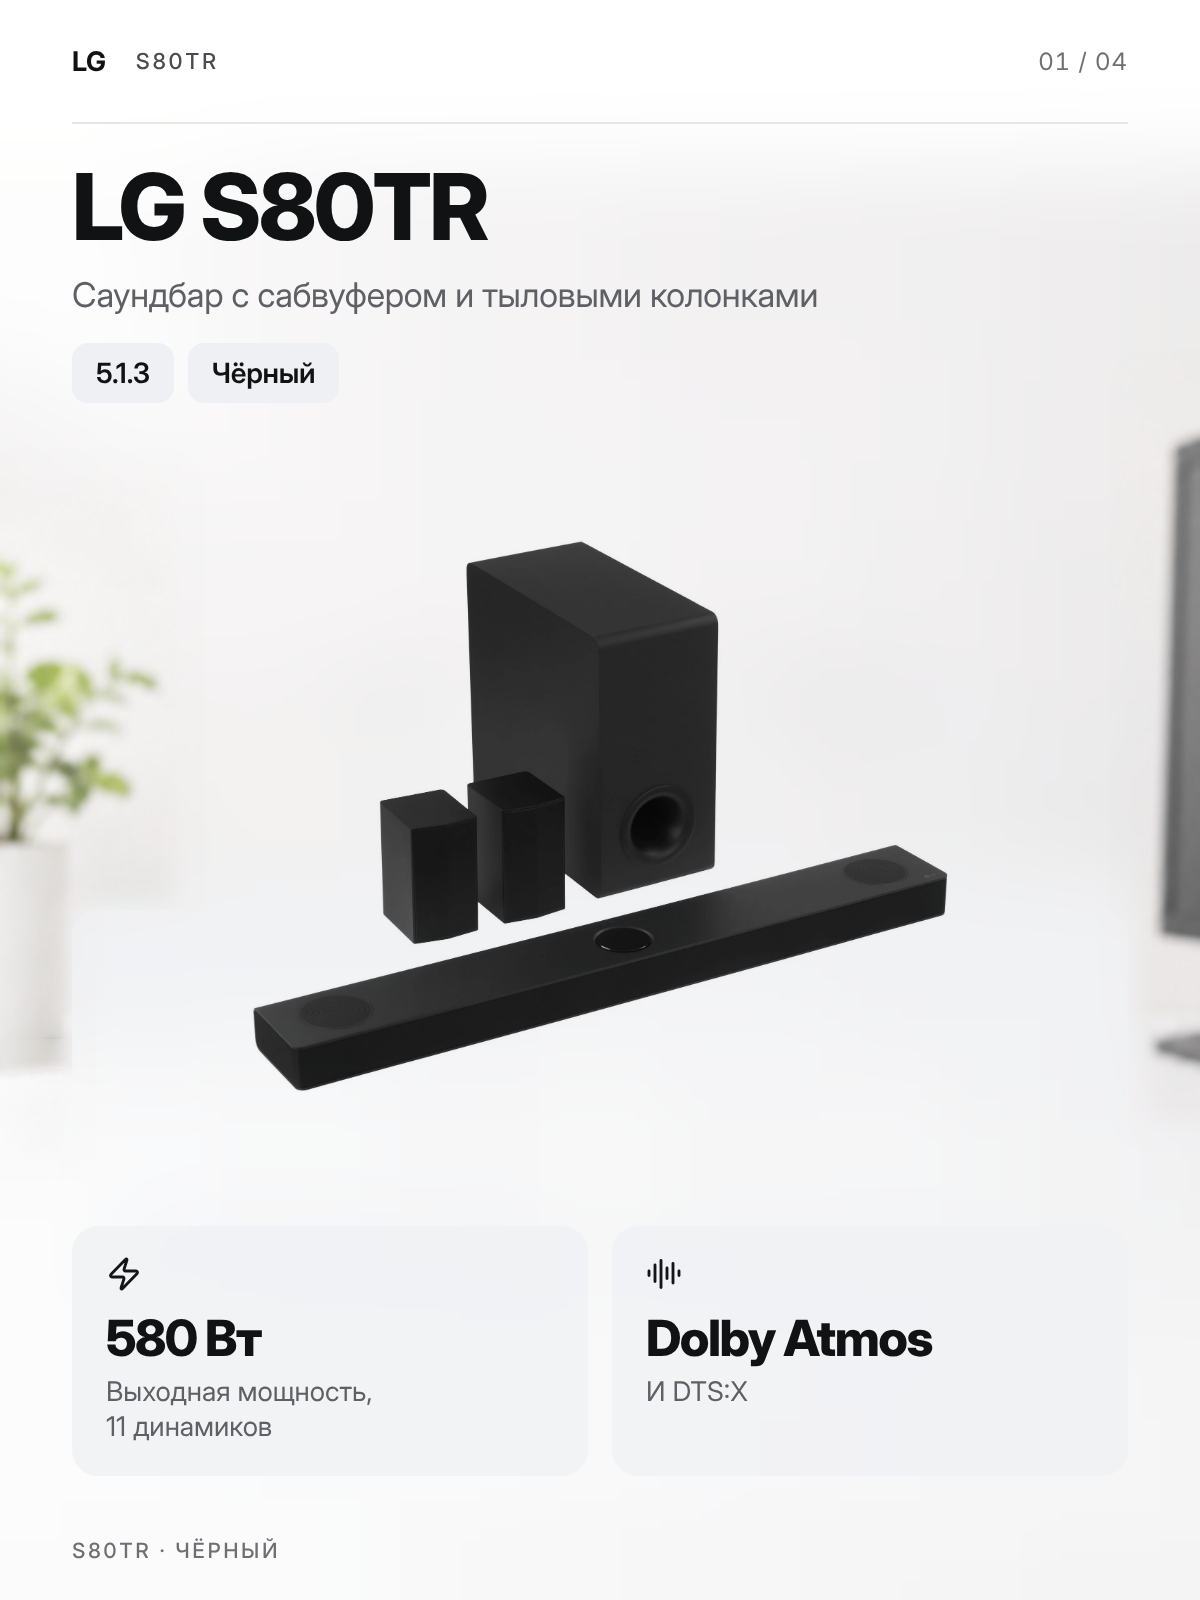 LG S80TR 01 / 04
LG S80TR
Саундбар с сабвуфером и тыловыми колонками
5.1.3 Чёрный
580 Вт
Выходная мощность,
11 динамиков
Dolby Atmos
И DTS:X
S80TR · ЧЁРНЫЙ